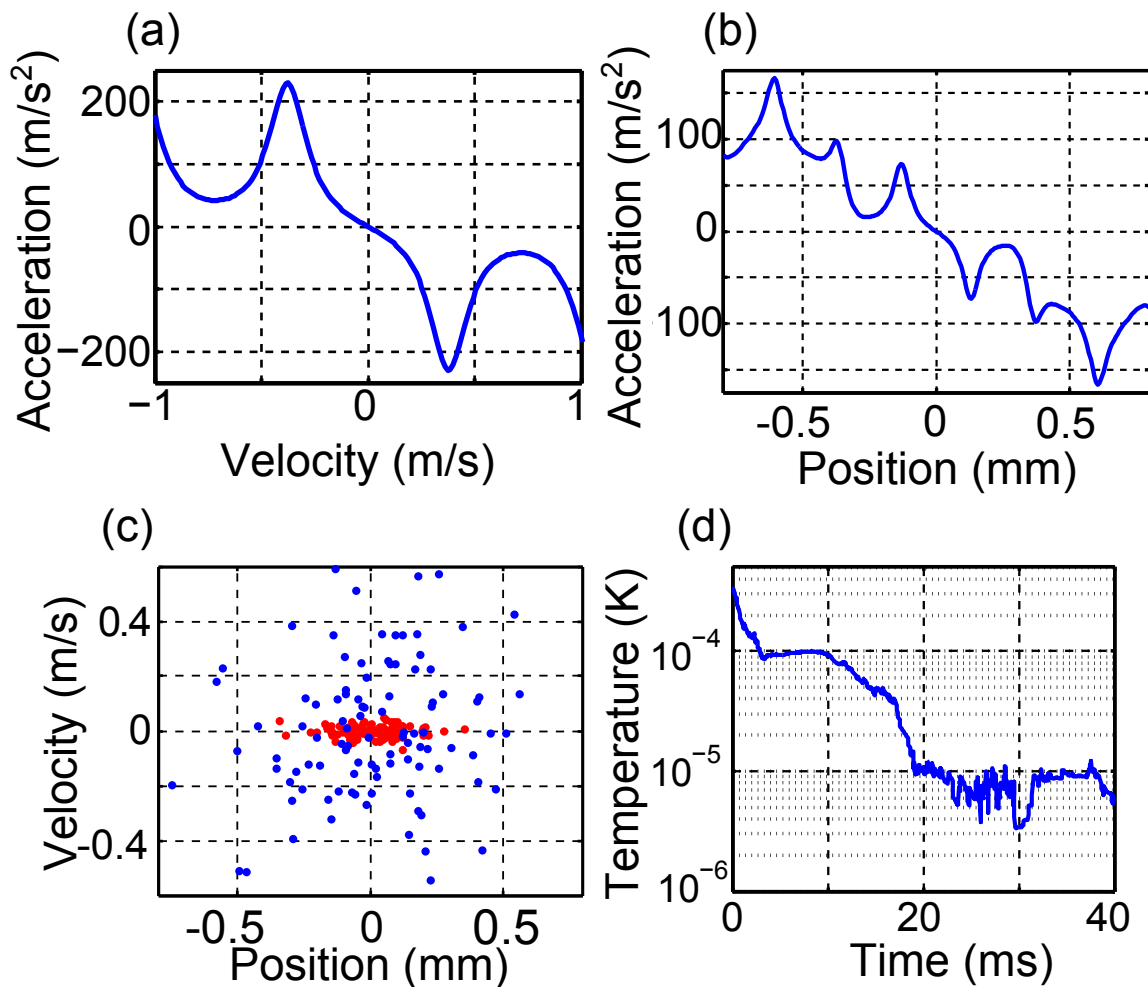 (a)
Acceleration (m/s²)
200
0
−200
−1
0
1
Velocity (m/s)
(b)
Acceleration (m/s²)
100
0
100
-0.5
0
0.5
Position (mm)
(c)
Velocity (m/s)
0.4
0
-0.4
-0.5
0
0.5
Position (mm)
(d)
Temperature (K)
10⁻⁴
10⁻⁵
10⁻⁶
0
20
40
Time (ms)